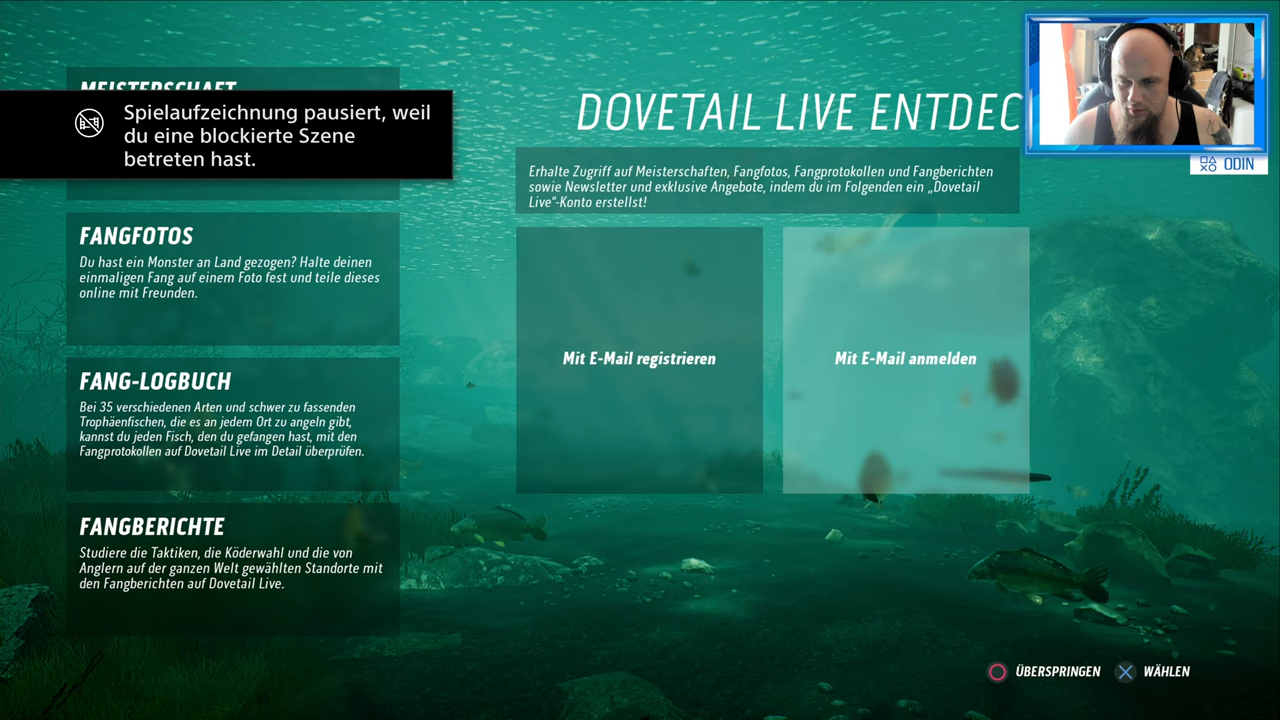 MEISTERSCHAFT
Spielaufzeichnung pausiert, weil
du eine blockierte Szene
betreten hast.
FANGFOTOS
Du hast ein Monster an Land gezogen? Halte deinen
einmaligen Fang auf einem Foto fest und teile dieses
online mit Freunden.
FANG-LOGBUCH
Bei 35 verschiedenen Arten und schwer zu fassenden
Trophäenfischen, die es an jedem Ort zu angeln gibt,
kannst du jeden Fisch, den du gefangen hast, mit den
Fangprotokollen auf Dovetail Live im Detail überprüfen.
FANGBERICHTE
Studiere die Taktiken, die Köderwahl und die von
Anglern auf der ganzen Welt gewählten Standorte mit
den Fangberichten auf Dovetail Live.
DOVETAIL LIVE ENTDEC
Erhalte Zugriff auf Meisterschaften, Fangfotos, Fangprotokollen und Fangberichten
sowie Newsletter und exklusive Angebote, indem du im Folgenden ein „Dovetail
Live“-Konto erstellst!
Mit E-Mail registrieren
Mit E-Mail anmelden
ODIN
ÜBERSPRINGEN
WÄHLEN